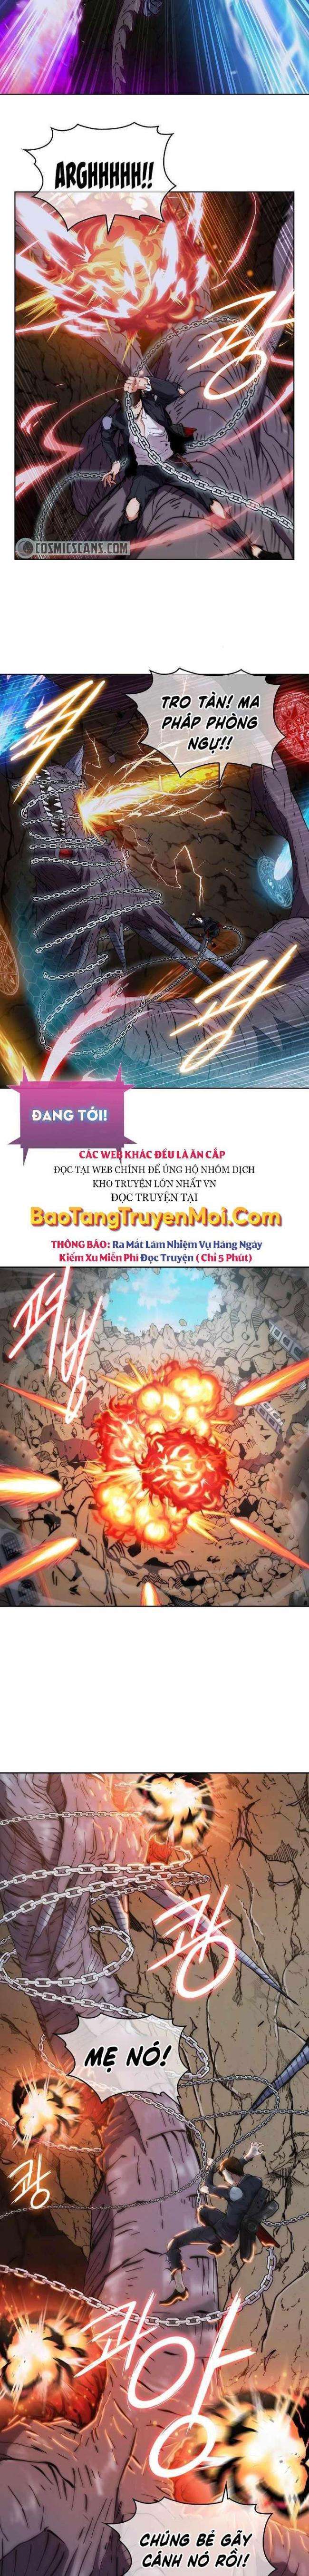 ARGHHHHH!!
쾅
COSMICSCANS.COM
TRO TÀN! MA
PHÁP PHÒNG
NGỰ!!
ĐANG TỚI!
CÁC WEB KHÁC ĐỀU LÀ ĂN CẮP
ĐỌC TẠI WEB CHÍNH ĐỂ ỦNG HỘ NHÓM DỊCH
KHO TRUYỆN LỚN NHẤT VN
ĐỌC TRUYỆN TẠI
BaoTangTruyenMoi.Com
THÔNG BÁO: Ra Mắt Làm Nhiệm Vụ Hàng Ngày
Kiếm Xu Miễn Phí Đọc Truyện ( Chỉ 5 Phút)
퍼벙
쾅
MẸ NÓ!
쾅
콰앙
CHÚNG BẺ GÃY
CÁNH NÓ RỒI!